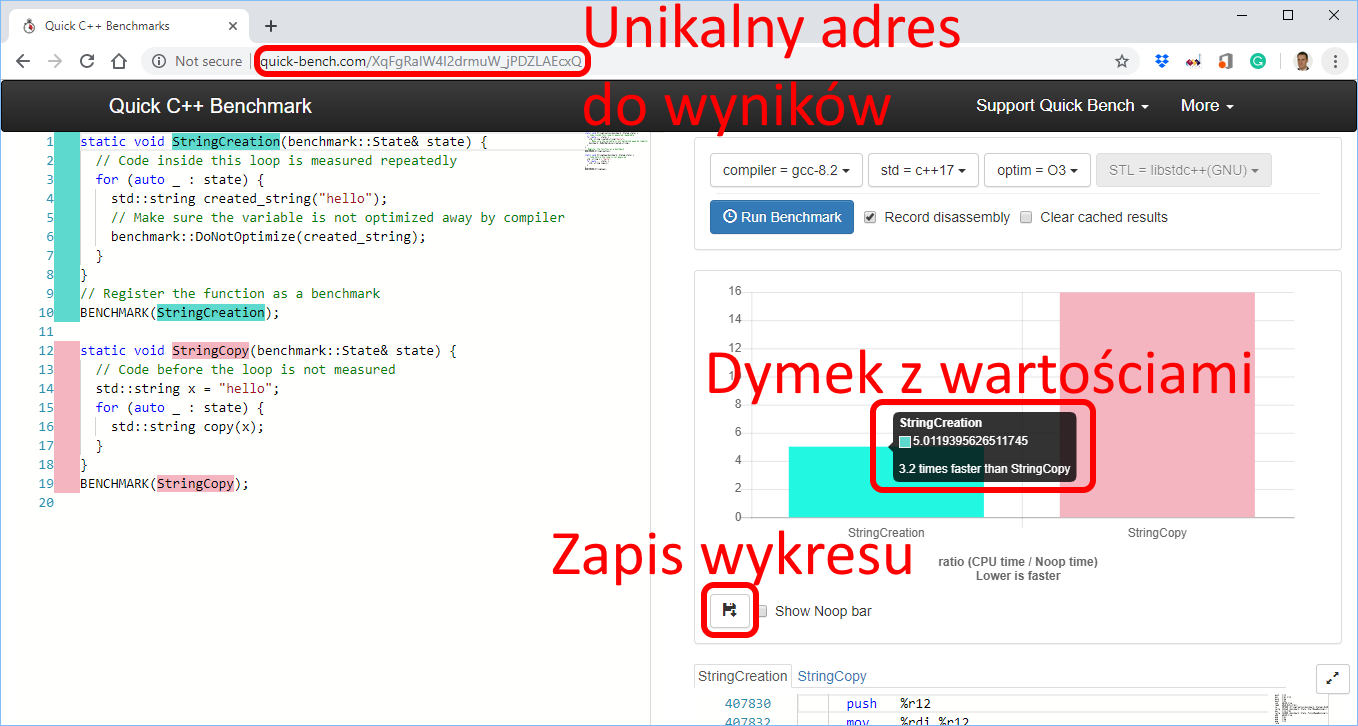 Quick C++ Benchmarks
Unikalny adres
Not secure
quick-bench.com/XqFgRaIW4I2drmuW_jPDZLAEcxQ
do wyników
Quick C++ Benchmark
Support Quick Bench
More
1 static void StringCreation(benchmark::State& state) {
2 // Code inside this loop is measured repeatedly
3 for (auto _ : state) {
4 std::string created_string("hello");
5 // Make sure the variable is not optimized away by compiler
6 benchmark::DoNotOptimize(created_string);
7 }
8 }
9 // Register the function as a benchmark
10 BENCHMARK(StringCreation);
11
12 static void StringCopy(benchmark::State& state) {
13 // Code before the loop is not measured
14 std::string x = "hello";
15 for (auto _ : state) {
16 std::string copy(x);
17 }
18 }
19 BENCHMARK(StringCopy);
20
compiler = gcc-8.2
std = c++17
optim = O3
STL = libstdc++(GNU)
Run Benchmark
Record disassembly
Clear cached results
16
14
12
Dymek z wartościami
8
6
4
2
0
StringCreation
5.0119395626511745
3.2 times faster than StringCopy
StringCreation
StringCopy
ratio (CPU time / Noop time)
Lower is faster
Zapis wykresu
Show Noop bar
StringCreation
StringCopy
407830 push %r12
407832 mov %rdi,%r12